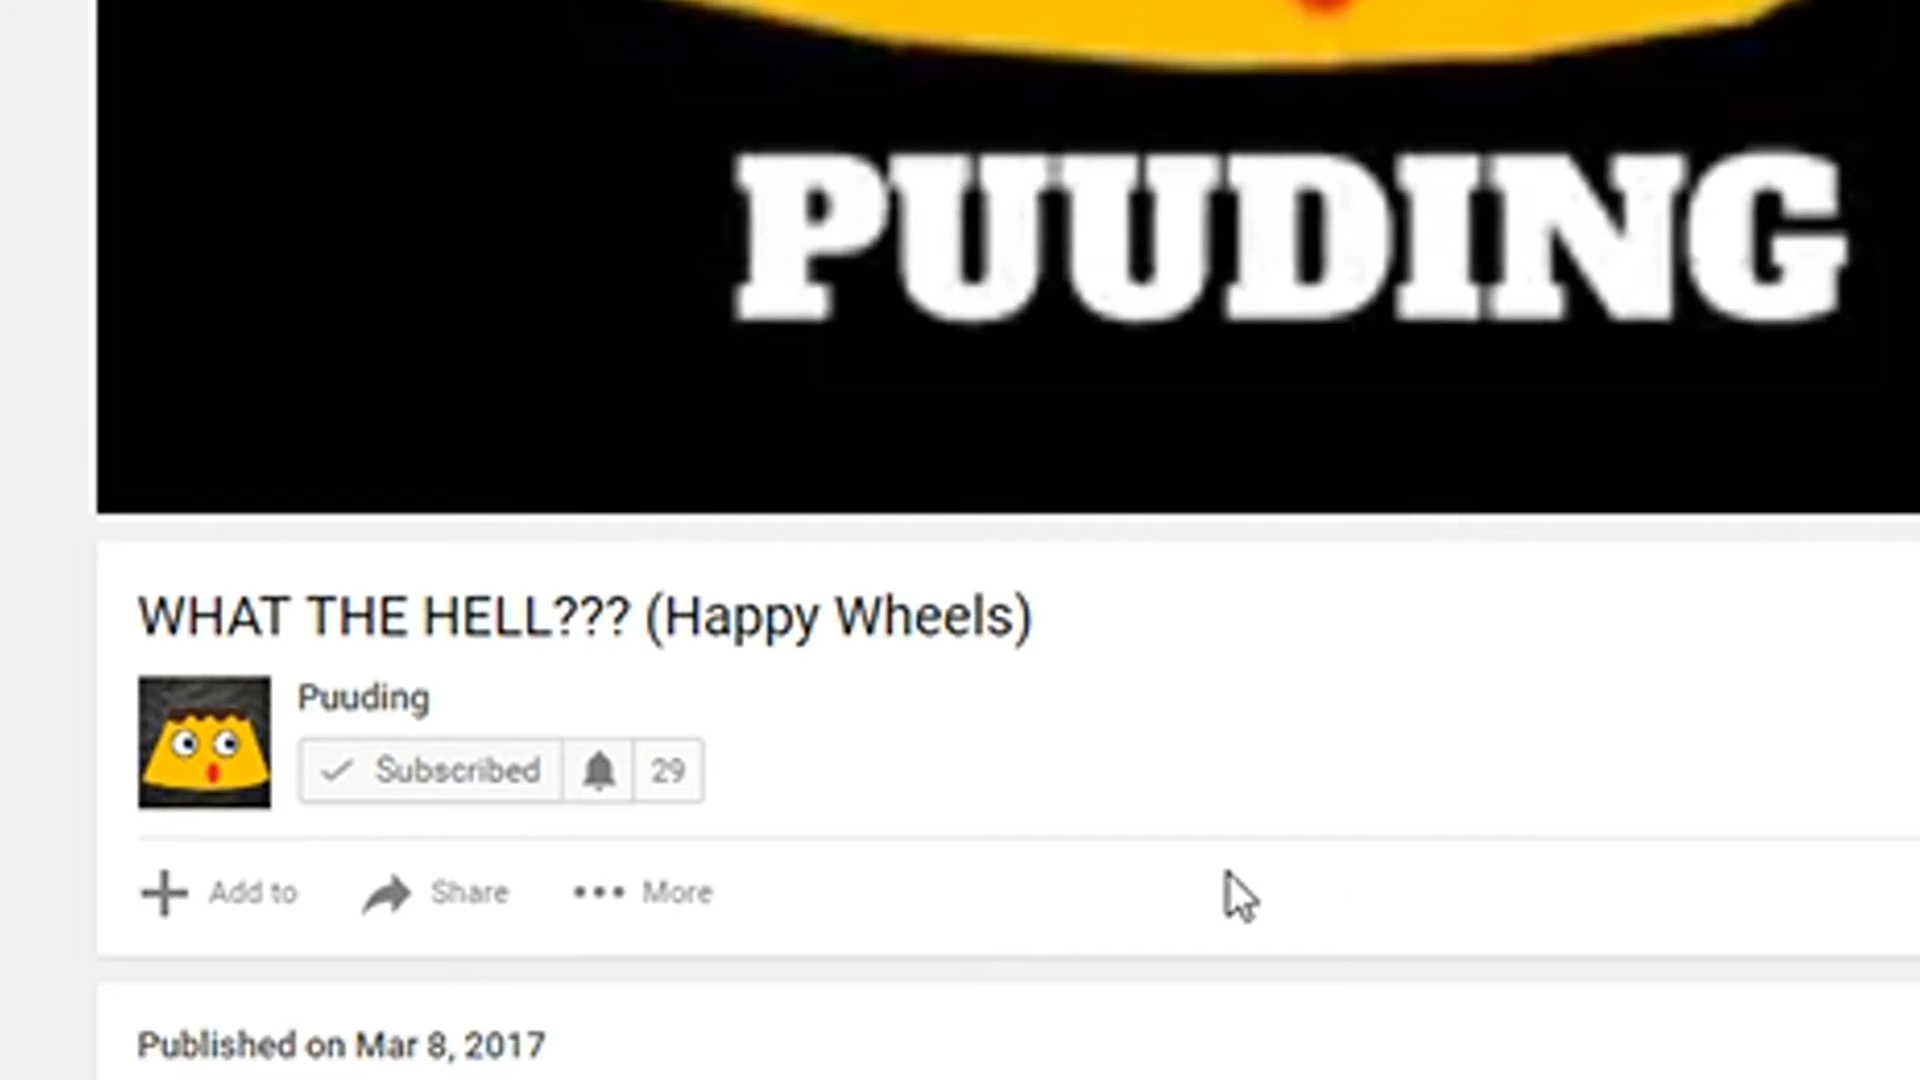 PUUDING
WHAT THE HELL??? (Happy Wheels)
Puuding
Subscribed 29
Add to Share More
Published on Mar 8, 2017